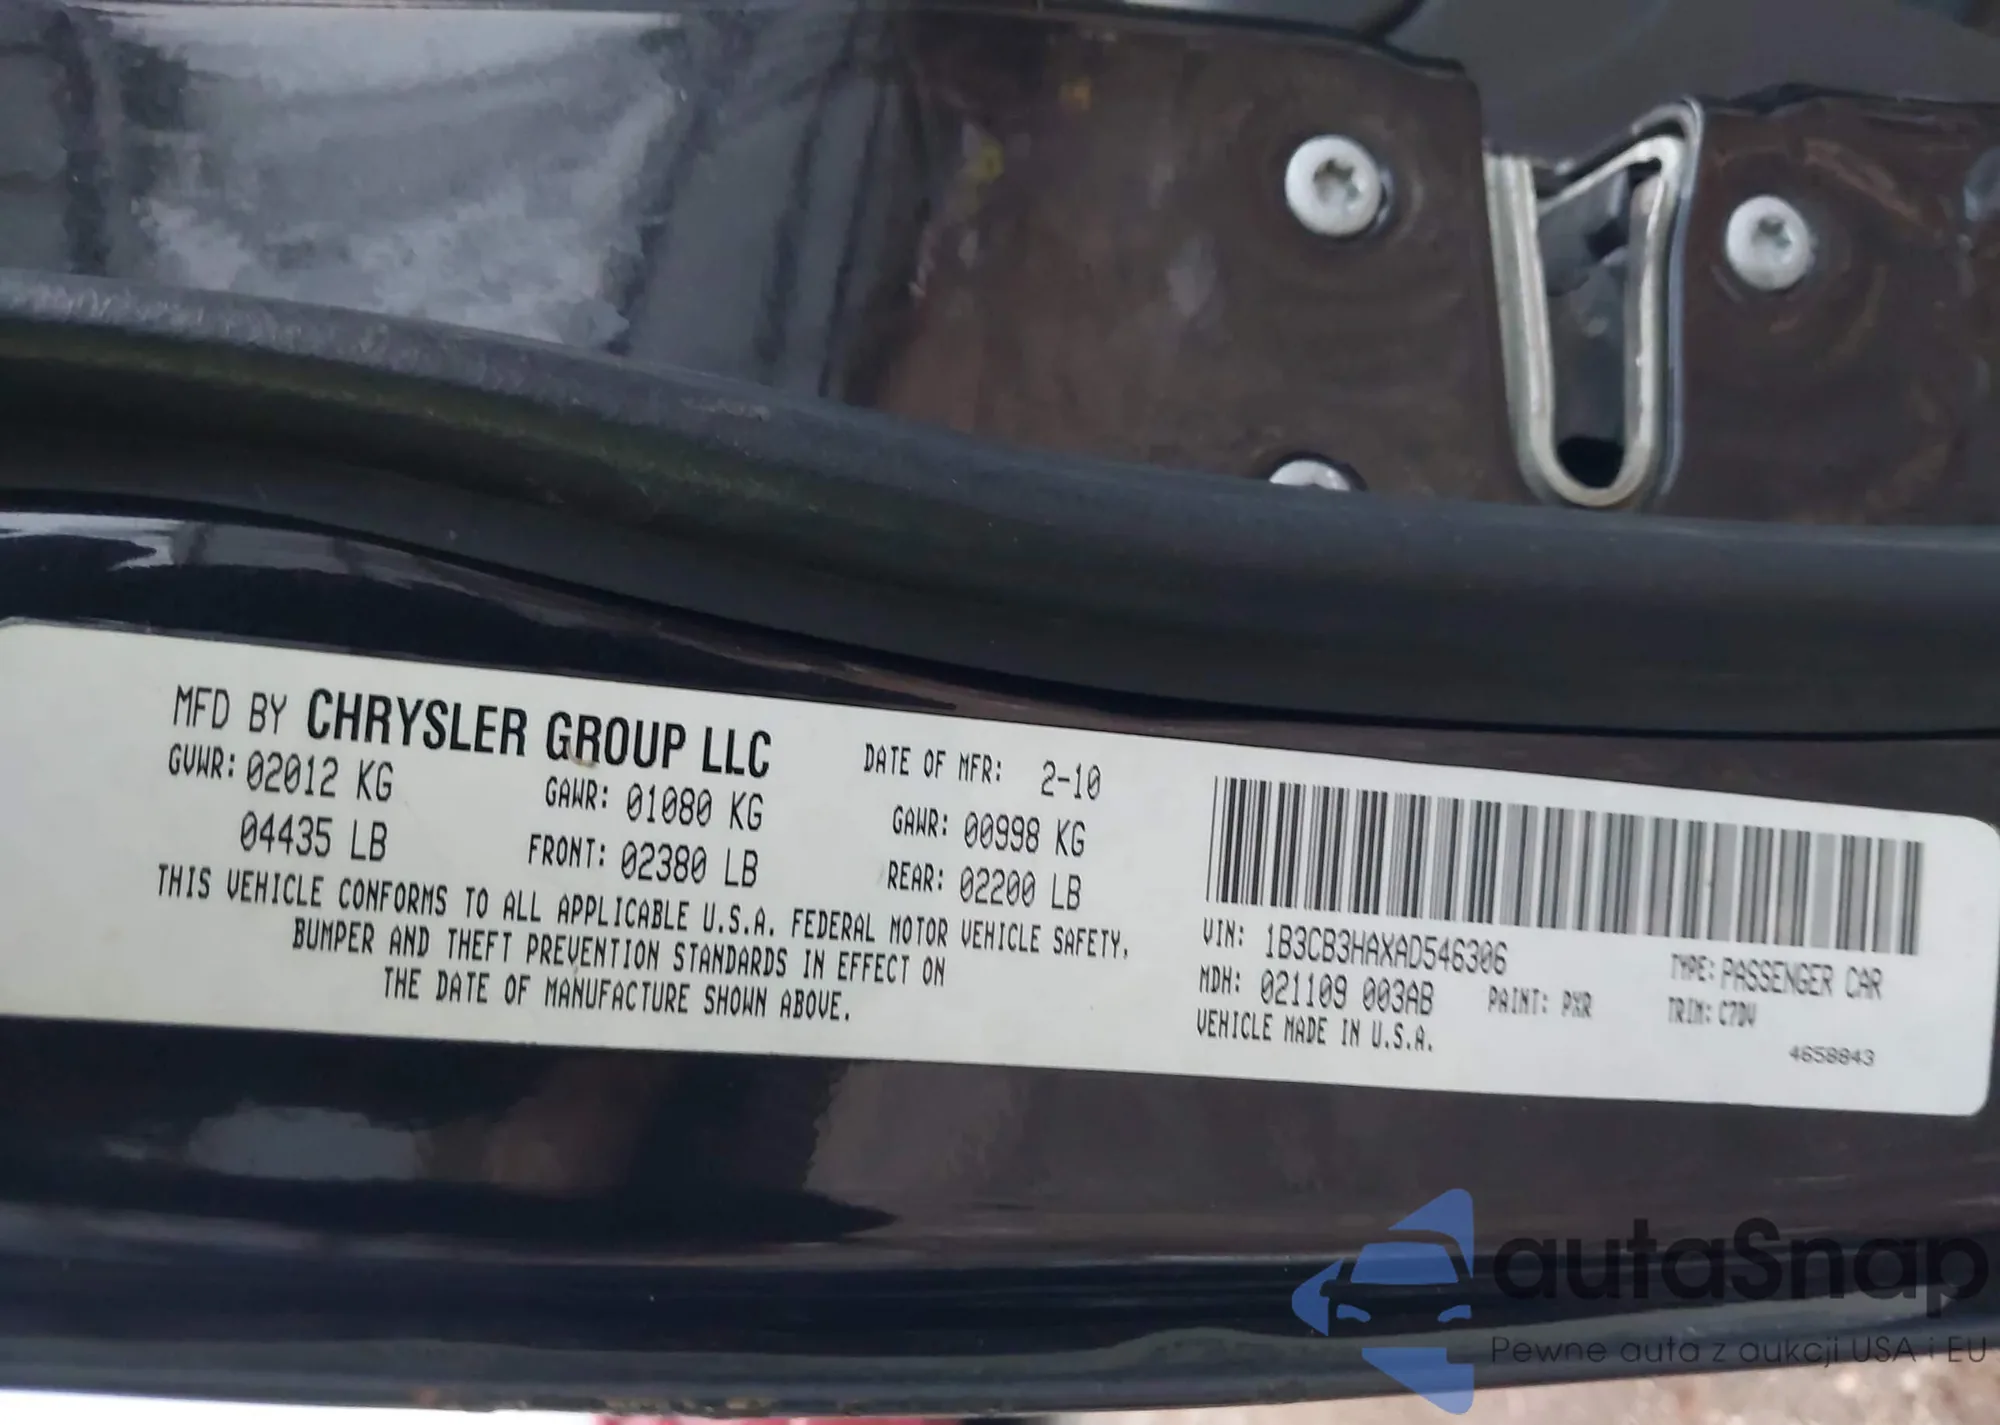 MFD BY CHRYSLER GROUP LLC
DATE OF MFR: 2-10
GVWR: 02012 KG
04435 LB
GAWR: 01080 KG
FRONT: 02380 LB
GAWR: 00998 KG
REAR: 02200 LB
THIS VEHICLE CONFORMS TO ALL APPLICABLE U.S.A. FEDERAL MOTOR VEHICLE SAFETY,
BUMPER AND THEFT PREVENTION STANDARDS IN EFFECT ON
THE DATE OF MANUFACTURE SHOWN ABOVE.
VIN: 1B3CB3HAXAD546306
TYPE: PASSENGER CAR
MDH: 021109 003AB
PAINT: PXR
TRIM: C7DV
VEHICLE MADE IN U.S.A.
4658843
autaSnap
Pewne auta z aukcji USA i EU